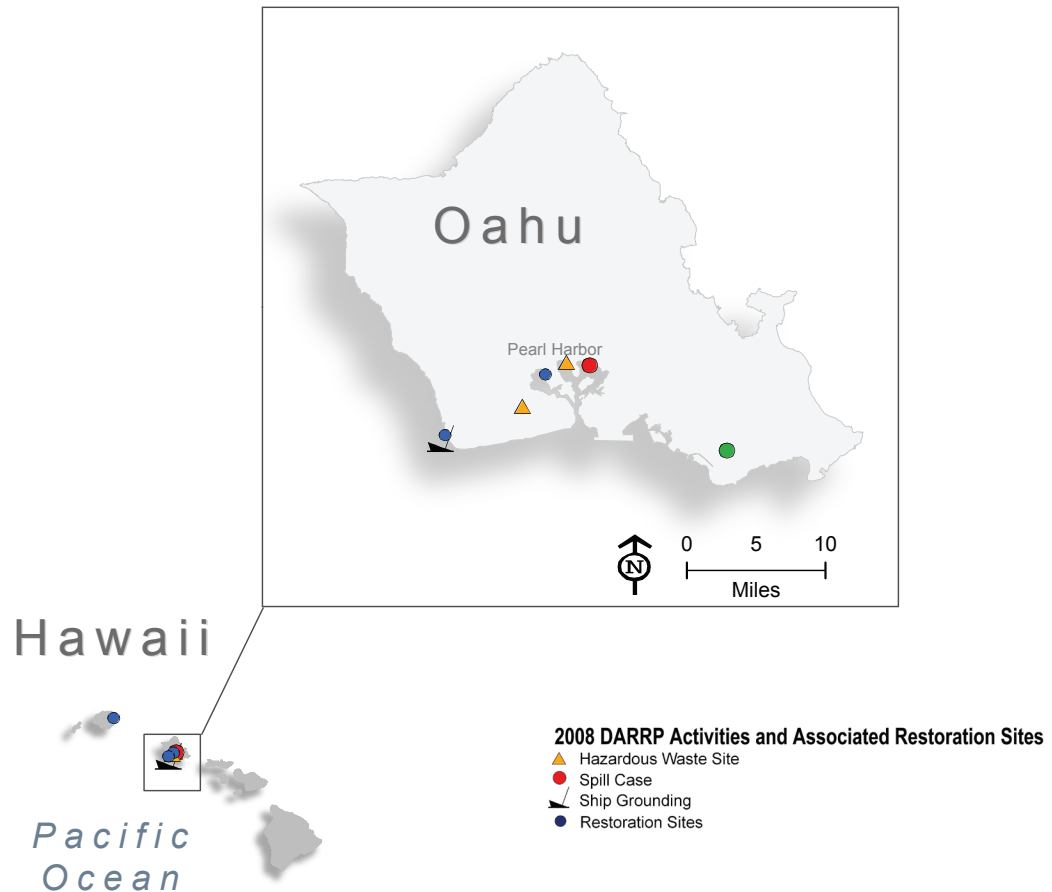 Oahu
Pearl Harbor
N
0 5 10
Miles
Hawaii
2008 DARRP Activities and Associated Restoration Sites
Hazardous Waste Site
Spill Case
Ship Grounding
Restoration Sites
Pacific
Ocean